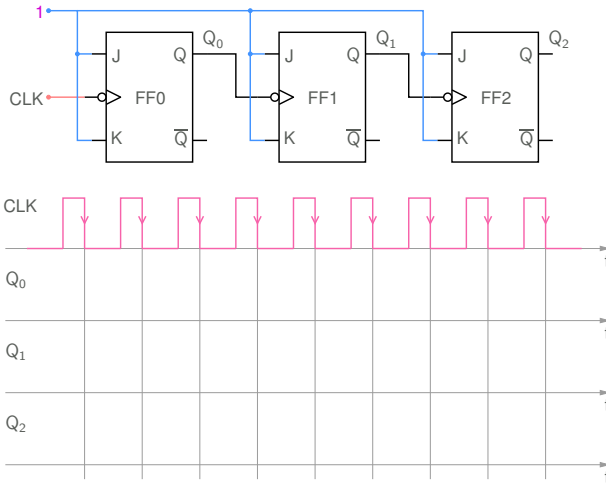 1
Q₀ Q₁ Q₂
J Q J Q J Q
CLK FF0 FF1 FF2
K Q̅ K Q̅ K Q̅
CLK
t
Q₀
t
Q₁
t
Q₂
t